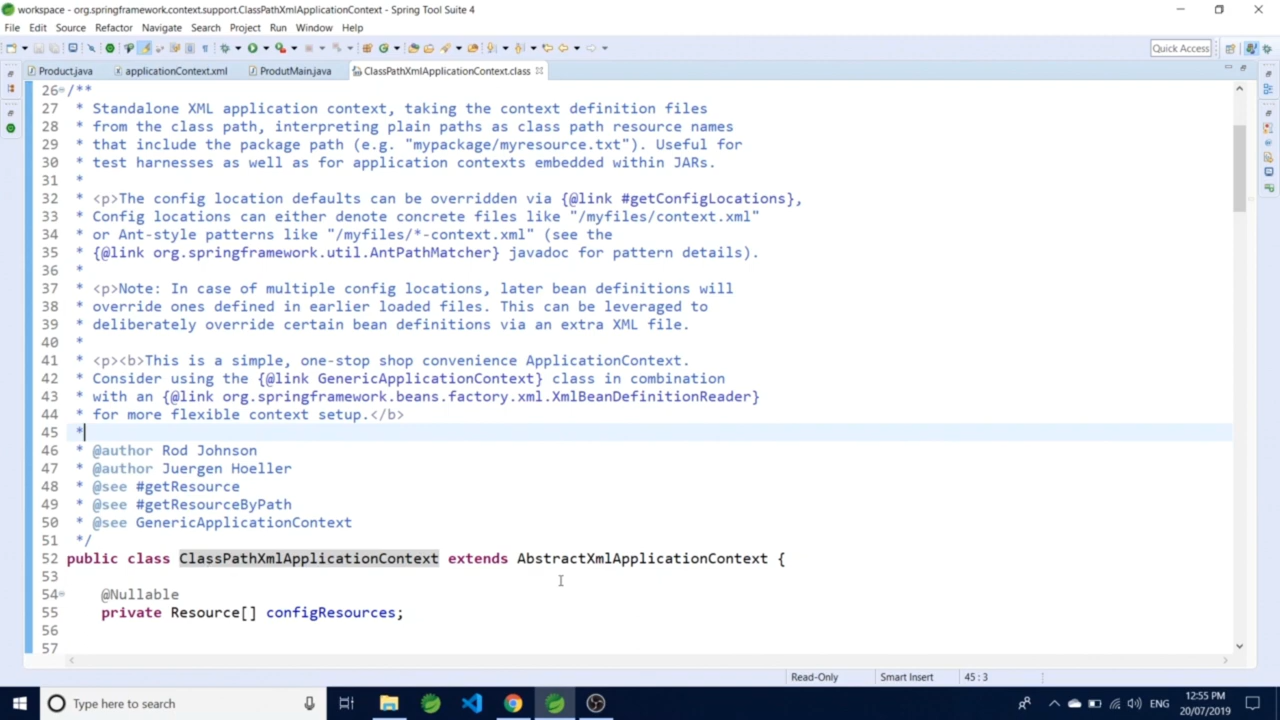 workspace - org.springframework.context.support.ClassPathXmlApplicationContext - Spring Tool Suite 4
File Edit Source Refactor Navigate Search Project Run Window Help
Quick Access
Product.java applicationContext.xml ProdutMain.java ClassPathXmlApplicationContext.class
26 /**
27 * Standalone XML application context, taking the context definition files
28 * from the class path, interpreting plain paths as class path resource names
29 * that include the package path (e.g. "mypackage/myresource.txt"). Useful for
30 * test harnesses as well as for application contexts embedded within JARs.
31 *
32 * <p>The config location defaults can be overridden via {@link #getConfigLocations},
33 * Config locations can either denote concrete files like "/myfiles/context.xml"
34 * or Ant-style patterns like "/myfiles/*-context.xml" (see the
35 * {@link org.springframework.util.AntPathMatcher} javadoc for pattern details).
36 *
37 * <p>Note: In case of multiple config locations, later bean definitions will
38 * override ones defined in earlier loaded files. This can be leveraged to
39 * deliberately override certain bean definitions via an extra XML file.
40 *
41 * <p><b>This is a simple, one-stop shop convenience ApplicationContext.
42 * Consider using the {@link GenericApplicationContext} class in combination
43 * with an {@link org.springframework.beans.factory.xml.XmlBeanDefinitionReader}
44 * for more flexible context setup.</b>
45 *
46 * @author Rod Johnson
47 * @author Juergen Hoeller
48 * @see #getResource
49 * @see #getResourceByPath
50 * @see GenericApplicationContext
51 */
52 public class ClassPathXmlApplicationContext extends AbstractXmlApplicationContext {
53
54 @Nullable
55 private Resource[] configResources;
56
57
Read-Only Smart Insert 45 : 3
Type here to search
ENG
12:55 PM
20/07/2019